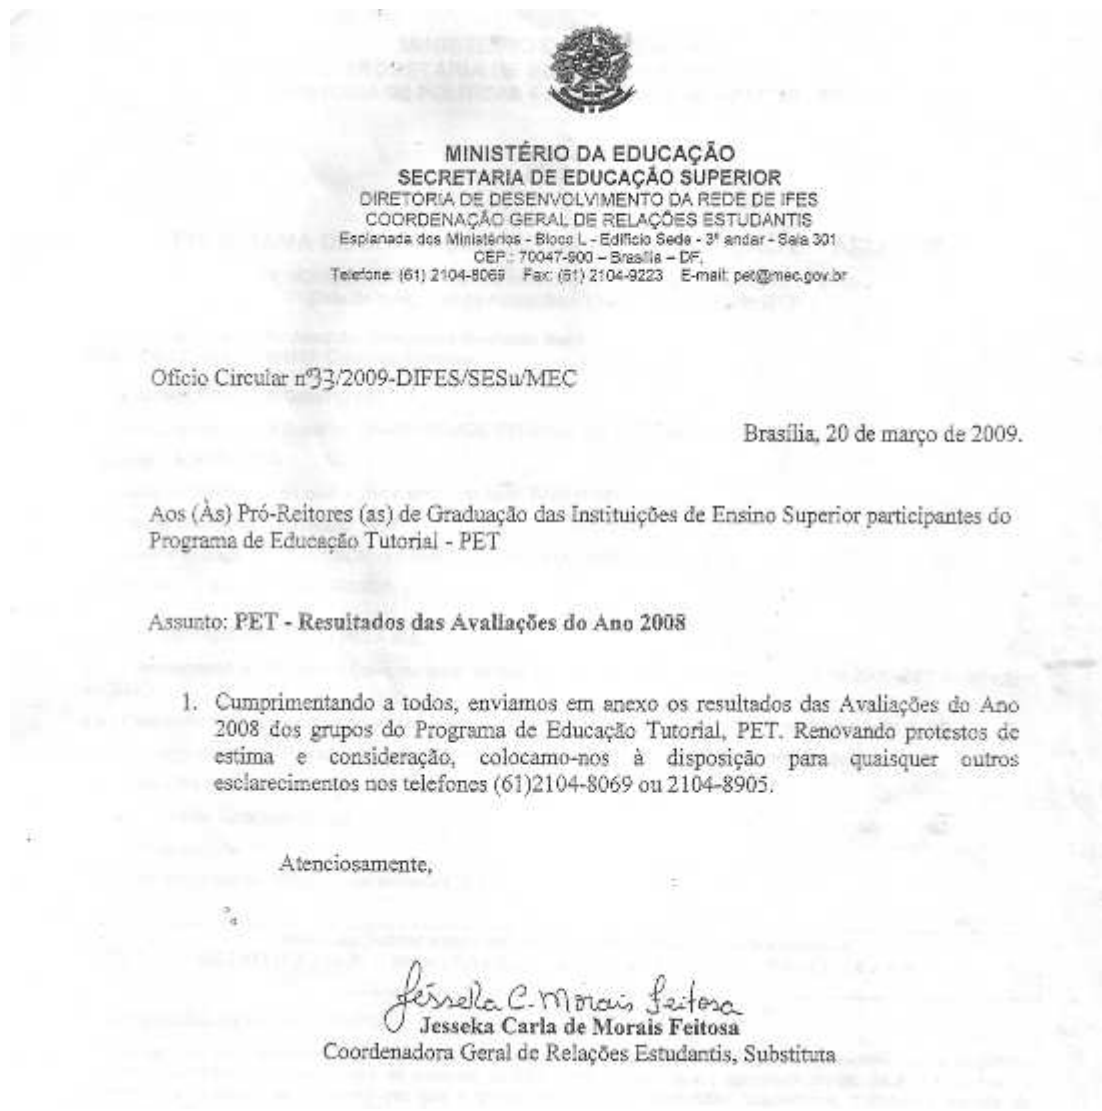 MINISTÉRIO DA EDUCAÇÃO
SECRETARIA DE EDUCAÇÃO SUPERIOR
DIRETORIA DE DESENVOLVIMENTO DA REDE DE IFES
COORDENAÇÃO GERAL DE RELAÇÕES ESTUDANTIS
Esplanada dos Ministérios - Bloco L - Edifício Sede - 3º andar - Sala 301
CEP.: 70047-900 – Brasília – DF.
Telefone: (61) 2104-8069 Fax: (61) 2104-9223 E-mail: pet@mec.gov.br
Ofício Circular nº33/2009-DIFES/SESu/MEC
Brasília, 20 de março de 2009.
Aos (Às) Pró-Reitores (as) de Graduação das Instituições de Ensino Superior participantes do
Programa de Educação Tutorial - PET
Assunto: PET - Resultados das Avaliações do Ano 2008
1. Cumprimentando a todos, enviamos em anexo os resultados das Avaliações do Ano
2008 dos grupos do Programa de Educação Tutorial, PET. Renovando protestos de
estima e consideração, colocamo-nos à disposição para quaisquer outros
esclarecimentos nos telefones (61)2104-8069 ou 2104-8905.
Atenciosamente,
Jesseka C. Morais Feitosa
Jesseka Carla de Morais Feitosa
Coordenadora Geral de Relações Estudantis, Substituta